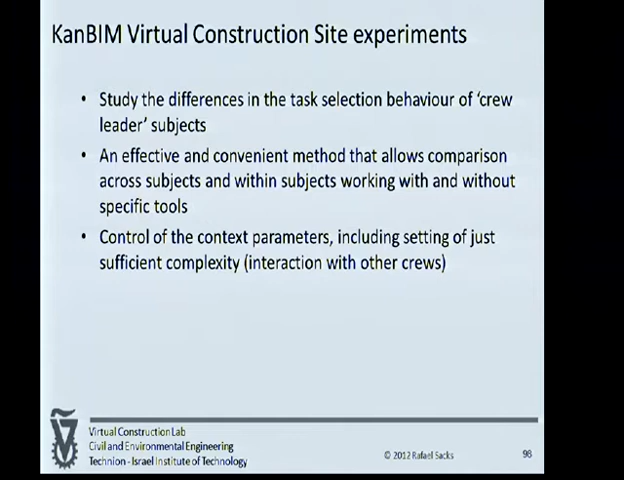 KanBIM Virtual Construction Site experiments
• Study the differences in the task selection behaviour of ‘crew
leader’ subjects
• An effective and convenient method that allows comparison
across subjects and within subjects working with and without
specific tools
• Control of the context parameters, including setting of just
sufficient complexity (interaction with other crews)
Virtual Construction Lab
Civil and Environmental Engineering
Technion - Israel Institute of Technology
© 2012 Rafael Sacks
98